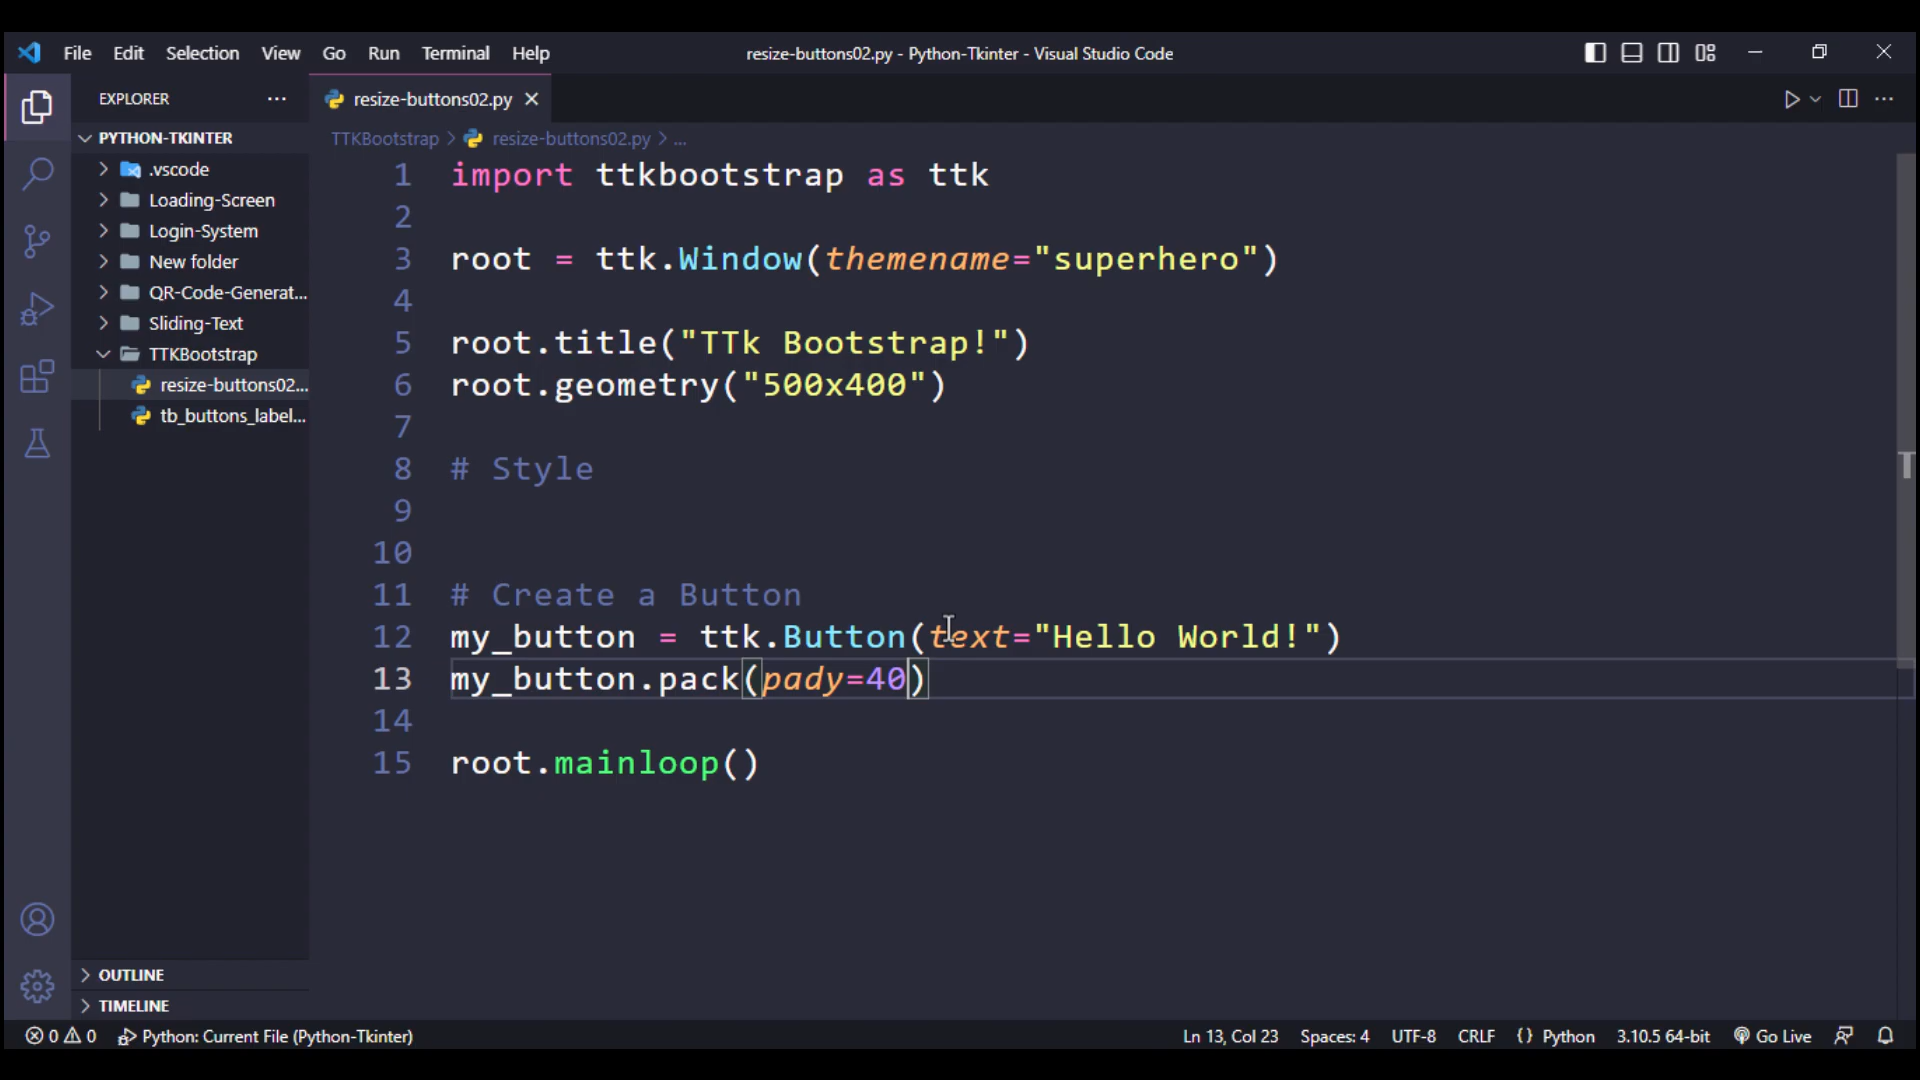 File Edit Selection View Go Run Terminal Help
resize-buttons02.py - Python-Tkinter - Visual Studio Code
EXPLORER
resize-buttons02.py
PYTHON-TKINTER
TTKBootstrap > resize-buttons02.py > ...
.vscode
Loading-Screen
Login-System
New folder
QR-Code-Generat...
Sliding-Text
TTKBootstrap
resize-buttons02...
tb_buttons_label...
1 import ttkbootstrap as ttk
2
3 root = ttk.Window(themename="superhero")
4
5 root.title("TTk Bootstrap!")
6 root.geometry("500x400")
7
8 # Style
9
10
11 # Create a Button
12 my_button = ttk.Button(text="Hello World!")
13 my_button.pack(pady=40)
14
15 root.mainloop()
OUTLINE
TIMELINE
0 0 Python: Current File (Python-Tkinter) Ln 13, Col 23 Spaces: 4 UTF-8 CRLF {} Python 3.10.5 64-bit Go Live